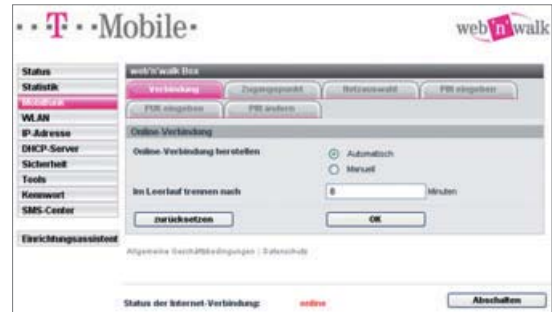 T Mobile
web'n'walk
Status
Statistik
Mobilfunk
WLAN
IP-Adresse
DHCP-Server
Sicherheit
Tools
Kennwort
SMS-Center
Einrichtungsassistent
web'n'walk Box
Verbindung
Zugangspunkt
Netzauswahl
PIN eingeben
PUK eingeben
PIN ändern
Online-Verbindung
Online-Verbindung herstellen
Automatisch
Manuell
Im Leerlauf trennen nach
Minuten
zurücksetzen
OK
Allgemeine Geschäftsbedingungen | Datenschutz
Status der Internet-Verbindung: online
Abschalten